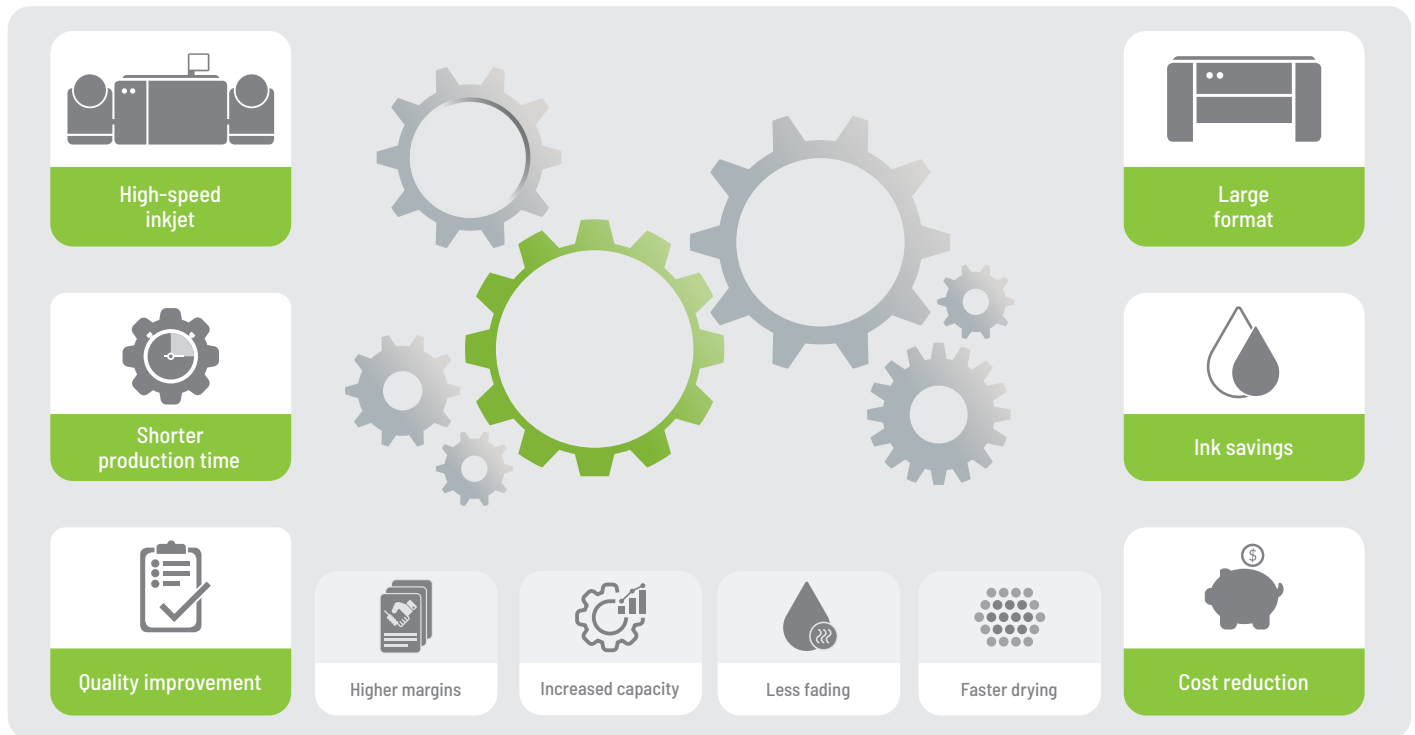 High-speed
inkjet
Large
format
Shorter
production time
Ink savings
Quality improvement
Higher margins
Increased capacity
Less fading
Faster drying
$
Cost reduction